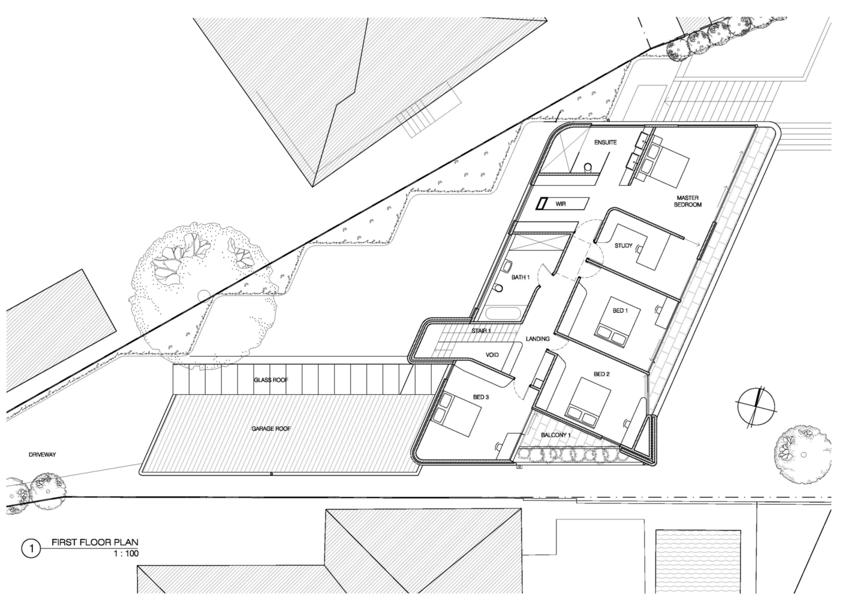 ENSUITE
WIR
MASTER
BEDROOM
STUDY
BATH 1
BED 1
STAIR 1
LANDING
VOID
BED 2
GLASS ROOF
BED 3
GARAGE ROOF
BALCONY 1
DRIVEWAY
1
FIRST FLOOR PLAN
1 : 100